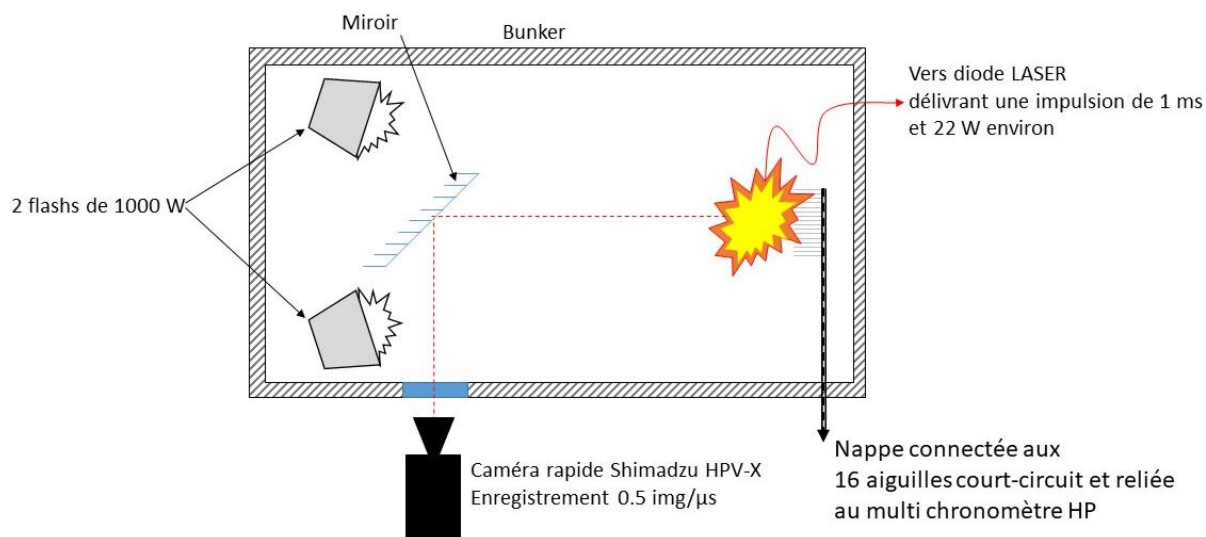 Miroir
Bunker
Vers diode LASER
délivrant une impulsion de 1 ms
et 22 W environ
2 flashs de 1000 W
Caméra rapide Shimadzu HPV-X
Enregistrement 0.5 img/µs
Nappe connectée aux
16 aiguilles court-circuit et reliée
au multi chronomètre HP